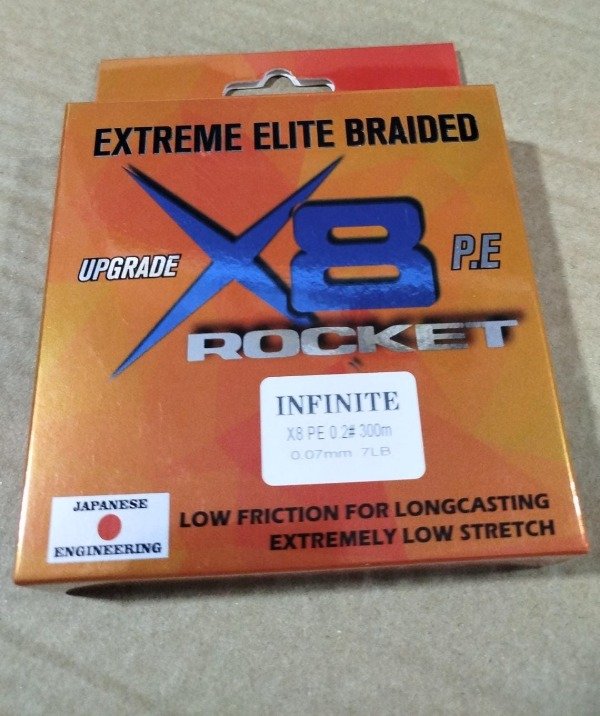 EXTREME ELITE BRAIDED
UPGRADE
X8
P.E
ROCKET
INFINITE
X8 PE 0.2# 300m
0.07mm 7LB
JAPANESE
ENGINEERING
LOW FRICTION FOR LONGCASTING
EXTREMELY LOW STRETCH